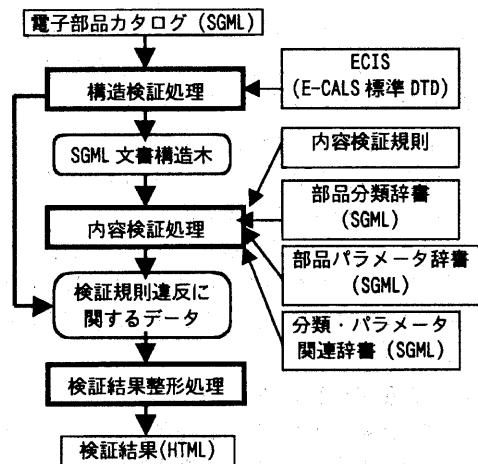 電子部品カタログ(SGML)
構造検証処理
ECIS
(E-CALS 標準 DTD)
SGML 文書構造木
内容検証規則
内容検証処理
部品分類辞書
(SGML)
部品パラメータ辞書
(SGML)
検証規則違反に
関するデータ
分類・パラメータ
関連辞書(SGML)
検証結果整形処理
検証結果(HTML)